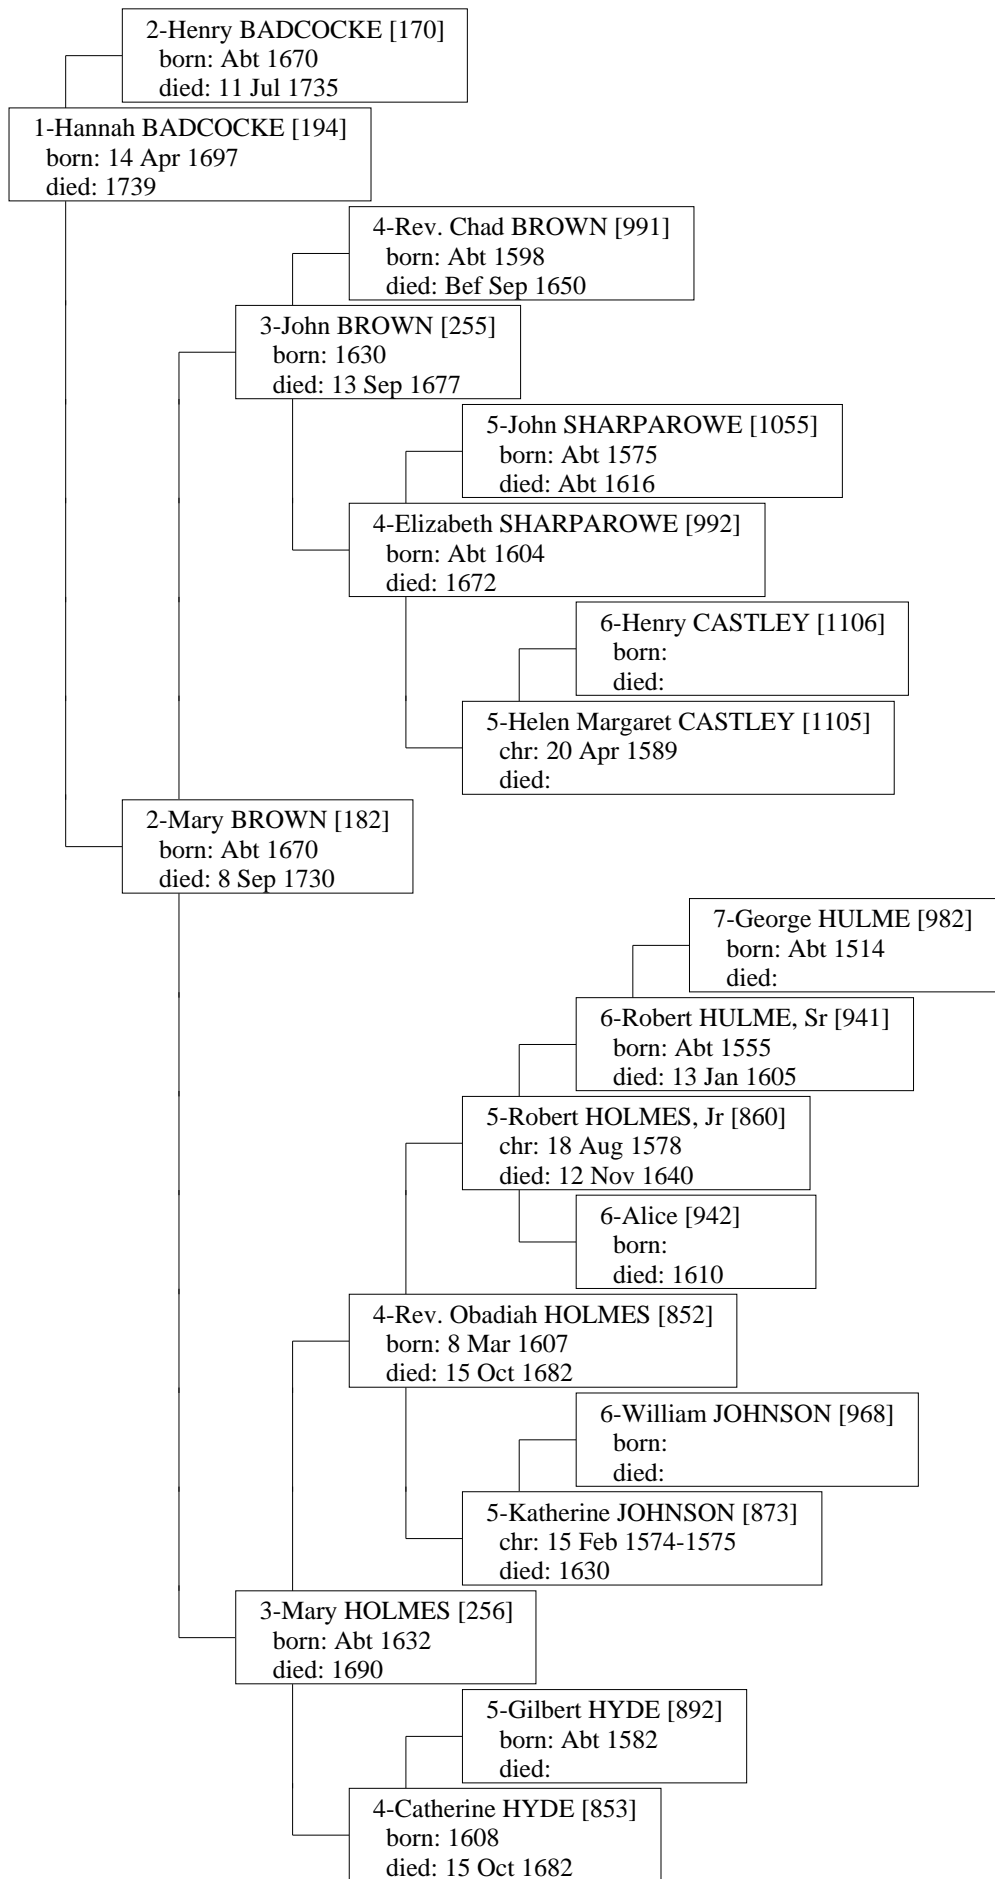 2-Henry BADCOCKE [170]
born: Abt 1670
died: 11 Jul 1735
1-Hannah BADCOCKE [194]
born: 14 Apr 1697
died: 1739
4-Rev. Chad BROWN [991]
born: Abt 1598
died: Bef Sep 1650
3-John BROWN [255]
born: 1630
died: 13 Sep 1677
5-John SHARPAROWE [1055]
born: Abt 1575
died: Abt 1616
4-Elizabeth SHARPAROWE [992]
born: Abt 1604
died: 1672
6-Henry CASTLEY [1106]
born:
died:
5-Helen Margaret CASTLEY [1105]
chr: 20 Apr 1589
died:
2-Mary BROWN [182]
born: Abt 1670
died: 8 Sep 1730
7-George HULME [982]
born: Abt 1514
died:
6-Robert HULME, Sr [941]
born: Abt 1555
died: 13 Jan 1605
5-Robert HOLMES, Jr [860]
chr: 18 Aug 1578
died: 12 Nov 1640
6-Alice [942]
born:
died: 1610
4-Rev. Obadiah HOLMES [852]
born: 8 Mar 1607
died: 15 Oct 1682
6-William JOHNSON [968]
born:
died:
5-Katherine JOHNSON [873]
chr: 15 Feb 1574-1575
died: 1630
3-Mary HOLMES [256]
born: Abt 1632
died: 1690
5-Gilbert HYDE [892]
born: Abt 1582
died:
4-Catherine HYDE [853]
born: 1608
died: 15 Oct 1682